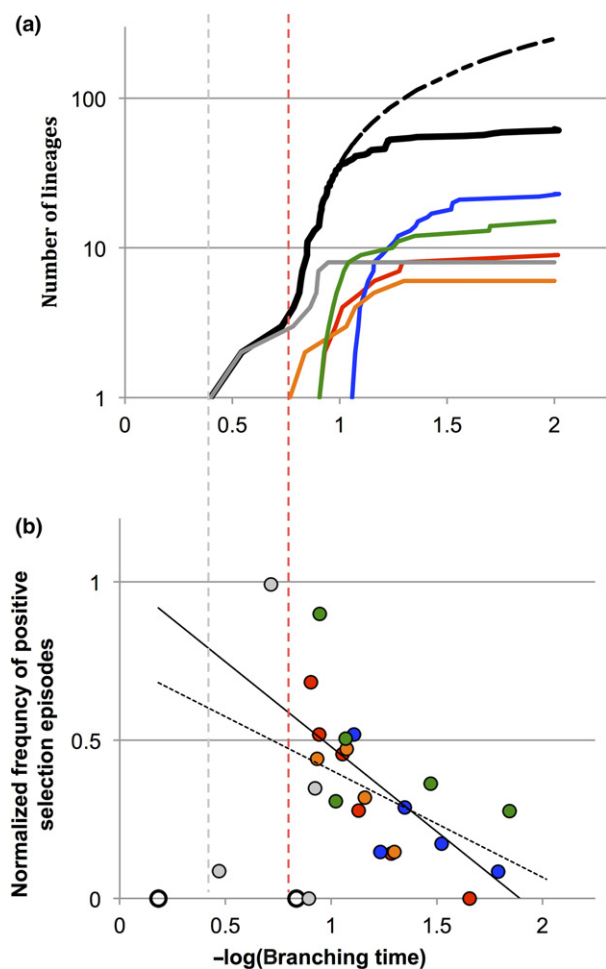 (a)
Number of lineages
100
10
1
0
0.5
1
1.5
2
(b)
Normalized frequncy of positive
selection episodes
1
0.5
0
0
0.5
1
1.5
2
–log(Branching time)